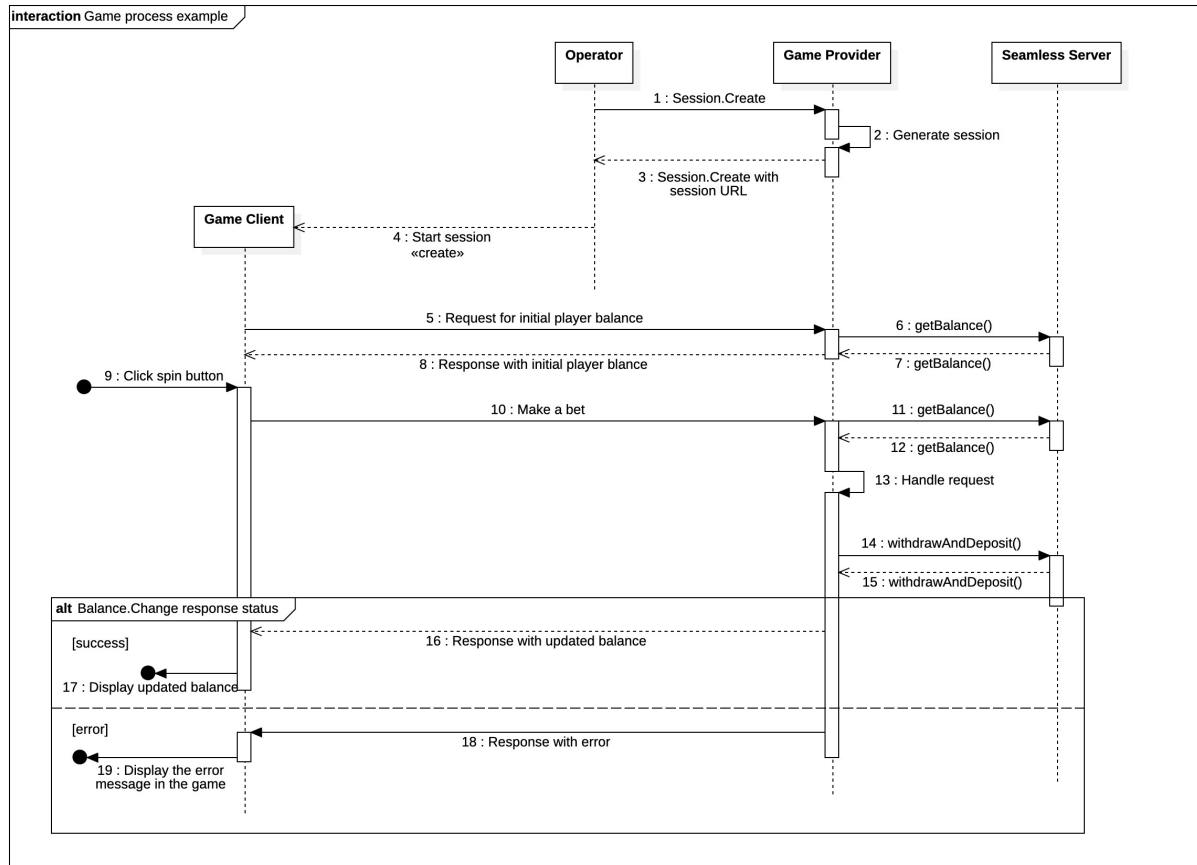 interaction Game process example
Operator
Game Provider
Seamless Server
1 : Session.Create
2 : Generate session
3 : Session.Create with
session URL
Game Client
4 : Start session
«create»
5 : Request for initial player balance
6 : getBalance()
7 : getBalance()
8 : Response with initial player blance
9 : Click spin button
10 : Make a bet
11 : getBalance()
12 : getBalance()
13 : Handle request
14 : withdrawAndDeposit()
15 : withdrawAndDeposit()
alt Balance.Change response status
[success]
16 : Response with updated balance
17 : Display updated balance
[error]
18 : Response with error
19 : Display the error
message in the game